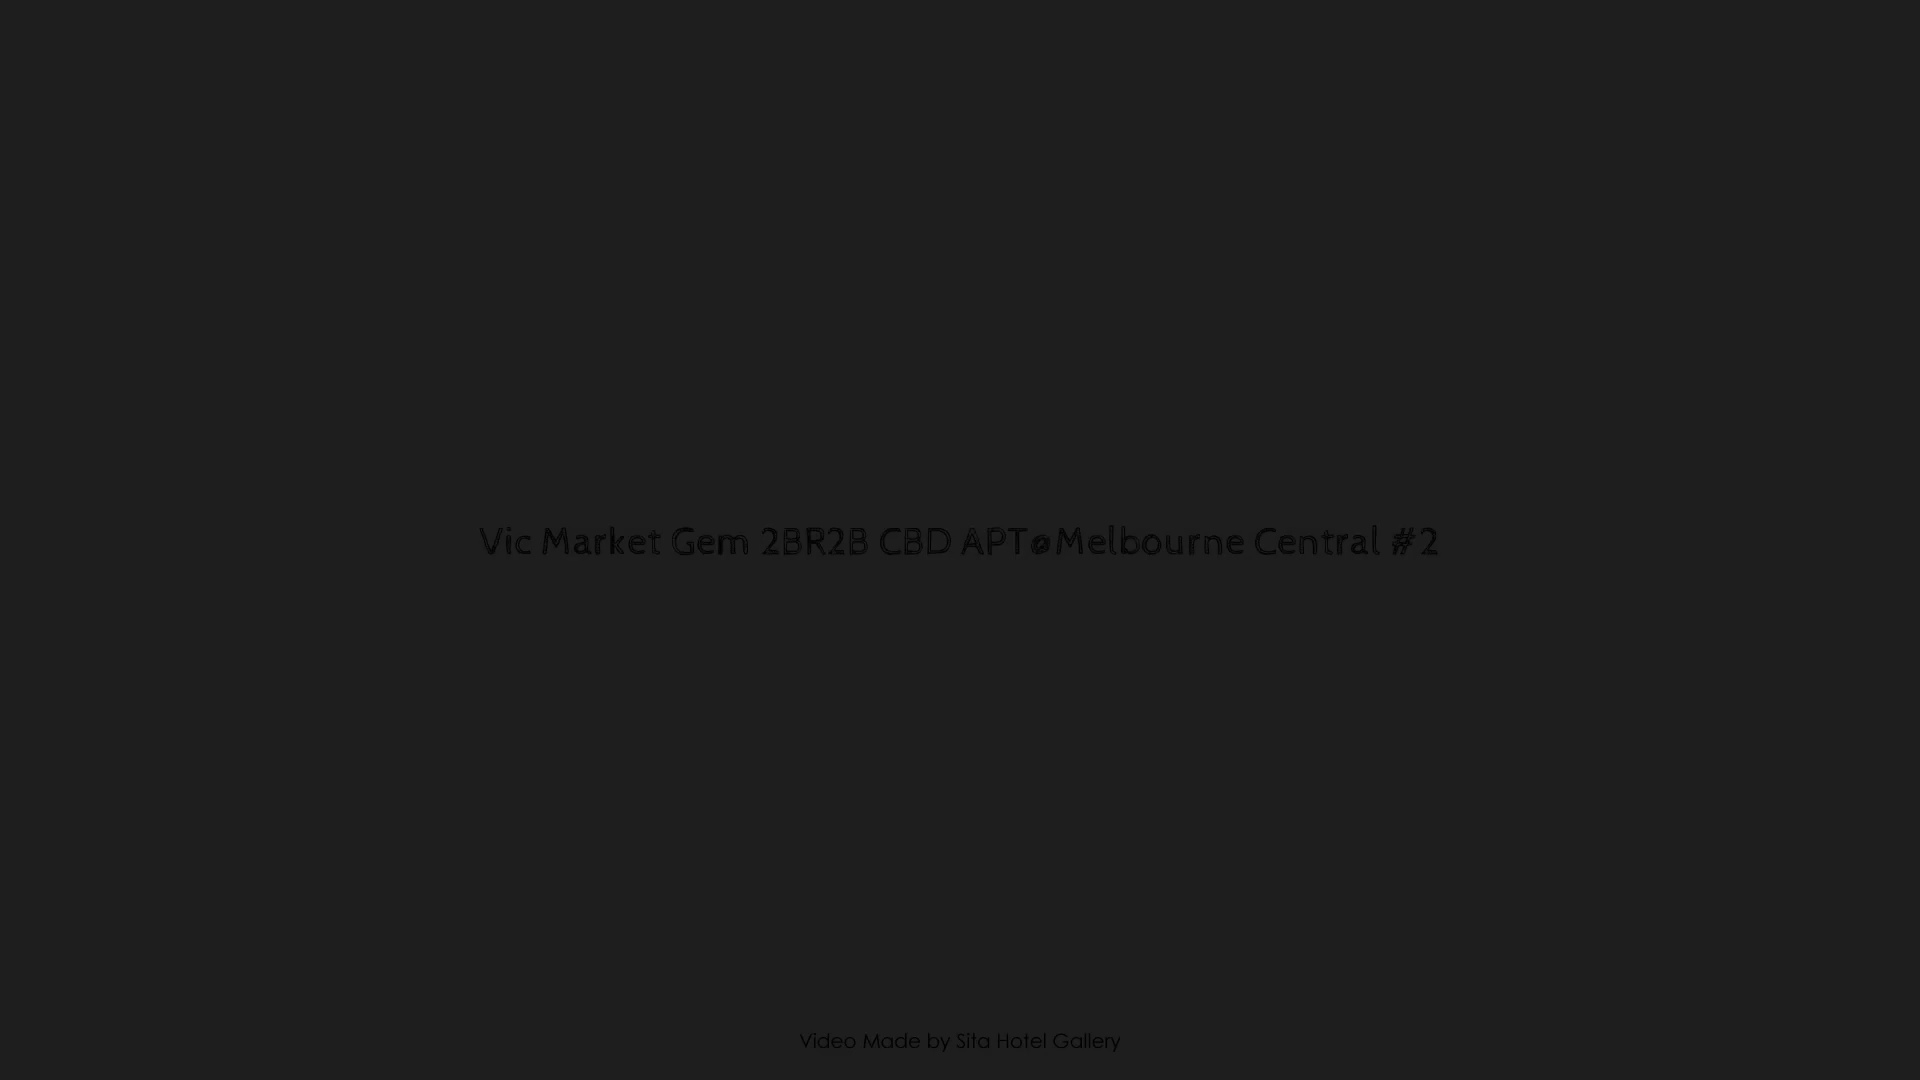 Vic Market Gem 2BR2B CBD APT⌀Melbourne Central #2
Video Made by Sita Hotel Gallery